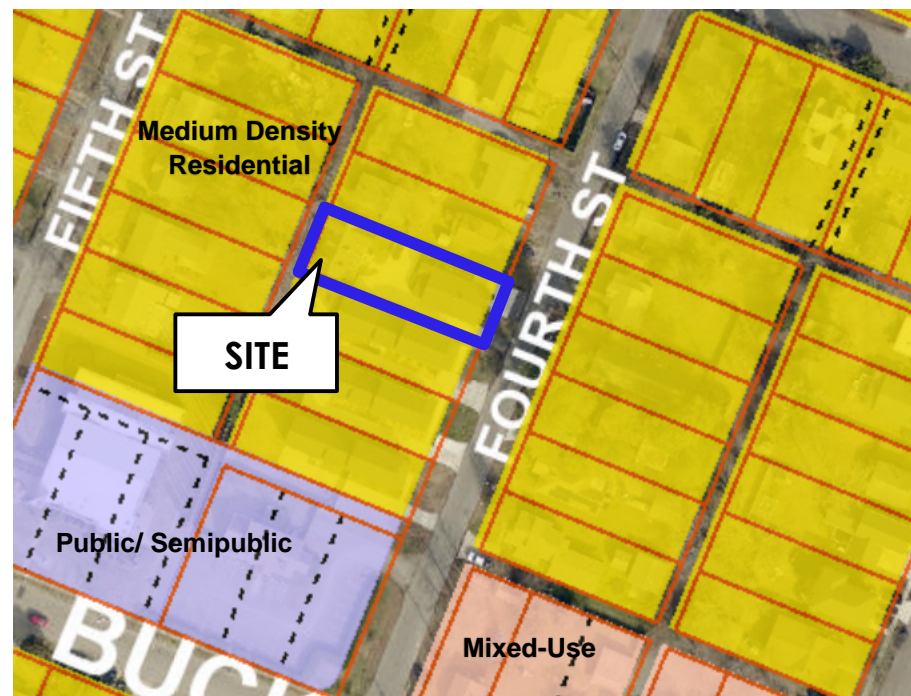 FIFTH ST
Medium Density
Residential
FOURTH ST
SITE
Public/ Semipublic
Mixed-Use